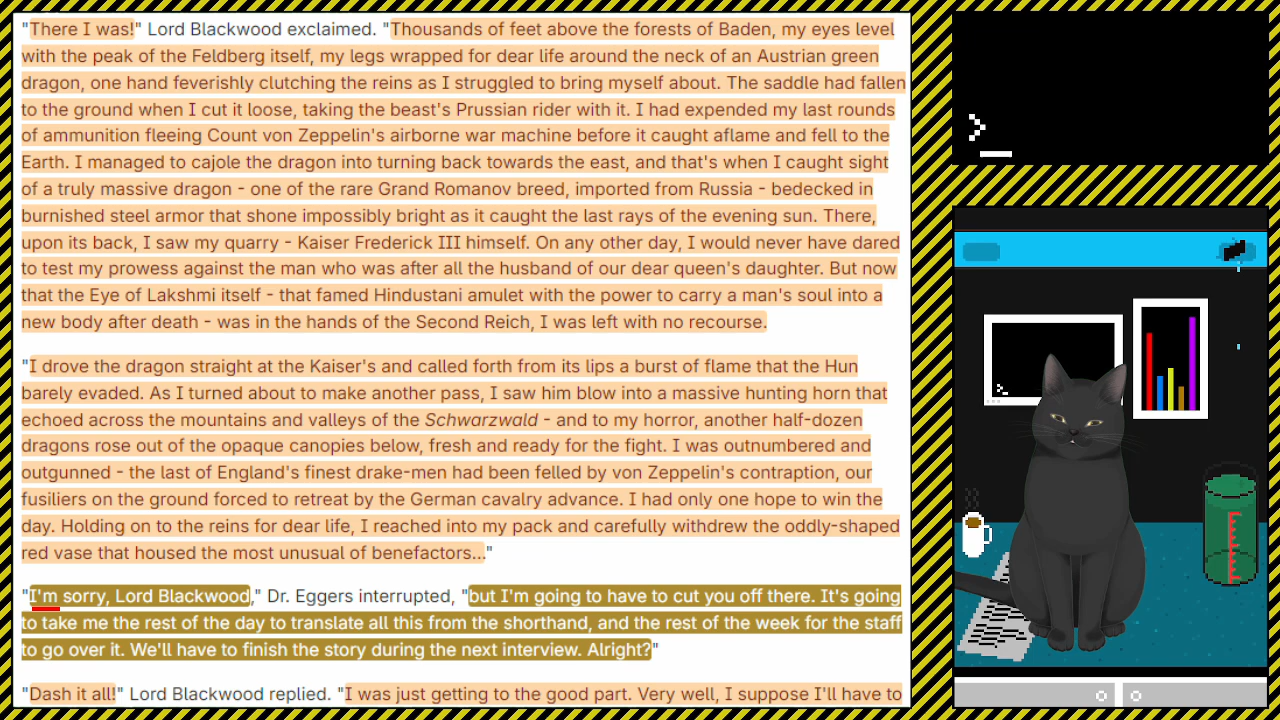 "There I was!" Lord Blackwood exclaimed. "Thousands of feet above the forests of Baden, my eyes level
with the peak of the Feldberg itself, my legs wrapped for dear life around the neck of an Austrian green
dragon, one hand feverishly clutching the reins as I struggled to bring myself about. The saddle had fallen
to the ground when I cut it loose, taking the beast's Prussian rider with it. I had expended my last rounds
of ammunition fleeing Count von Zeppelin's airborne war machine before it caught aflame and fell to the
Earth. I managed to cajole the dragon into turning back towards the east, and that's when I caught sight
of a truly massive dragon - one of the rare Grand Romanov breed, imported from Russia - bedecked in
burnished steel armor that shone impossibly bright as it caught the last rays of the evening sun. There,
upon its back, I saw my quarry - Kaiser Frederick III himself. On any other day, I would never have dared
to test my prowess against the man who was after all the husband of our dear queen's daughter. But now
that the Eye of Lakshmi itself - that famed Hindustani amulet with the power to carry a man's soul into a
new body after death - was in the hands of the Second Reich, I was left with no recourse.
"I drove the dragon straight at the Kaiser's and called forth from its lips a burst of flame that the Hun
barely evaded. As I turned about to make another pass, I saw him blow into a massive hunting horn that
echoed across the mountains and valleys of the Schwarzwald - and to my horror, another half-dozen
dragons rose out of the opaque canopies below, fresh and ready for the fight. I was outnumbered and
outgunned - the last of England's finest drake-men had been felled by von Zeppelin's contraption, our
fusiliers on the ground forced to retreat by the German cavalry advance. I had only one hope to win the
day. Holding on to the reins for dear life, I reached into my pack and carefully withdrew the oddly-shaped
red vase that housed the most unusual of benefactors..."
"I'm sorry, Lord Blackwood," Dr. Eggers interrupted, "but I'm going to have to cut you off there. It's going
to take me the rest of the day to translate all this from the shorthand, and the rest of the week for the staff
to go over it. We'll have to finish the story during the next interview. Alright?"
"Dash it all!" Lord Blackwood replied. "I was just getting to the good part. Very well, I suppose I'll have to